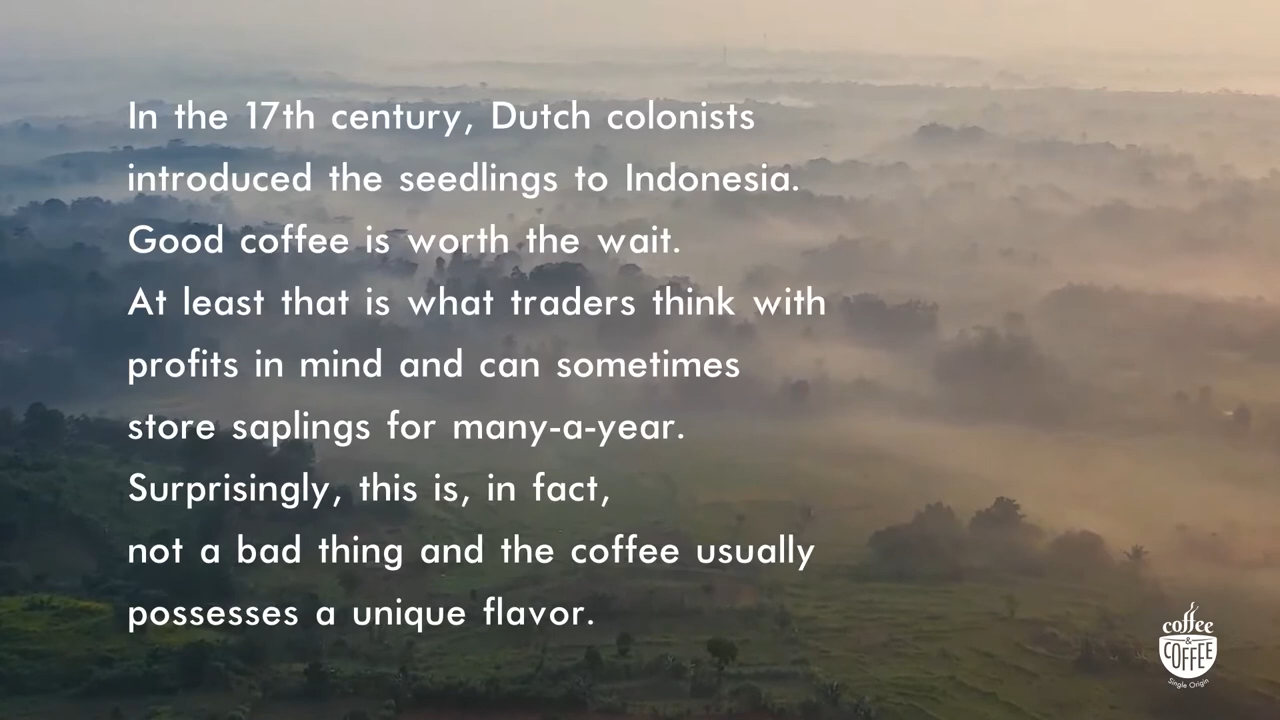 In the 17th century, Dutch colonists
introduced the seedlings to Indonesia.
Good coffee is worth the wait.
At least that is what traders think with
profits in mind and can sometimes
store saplings for many-a-year.
Surprisingly, this is, in fact,
not a bad thing and the coffee usually
possesses a unique flavor.
coffee
&
COFFEE
Single Origin